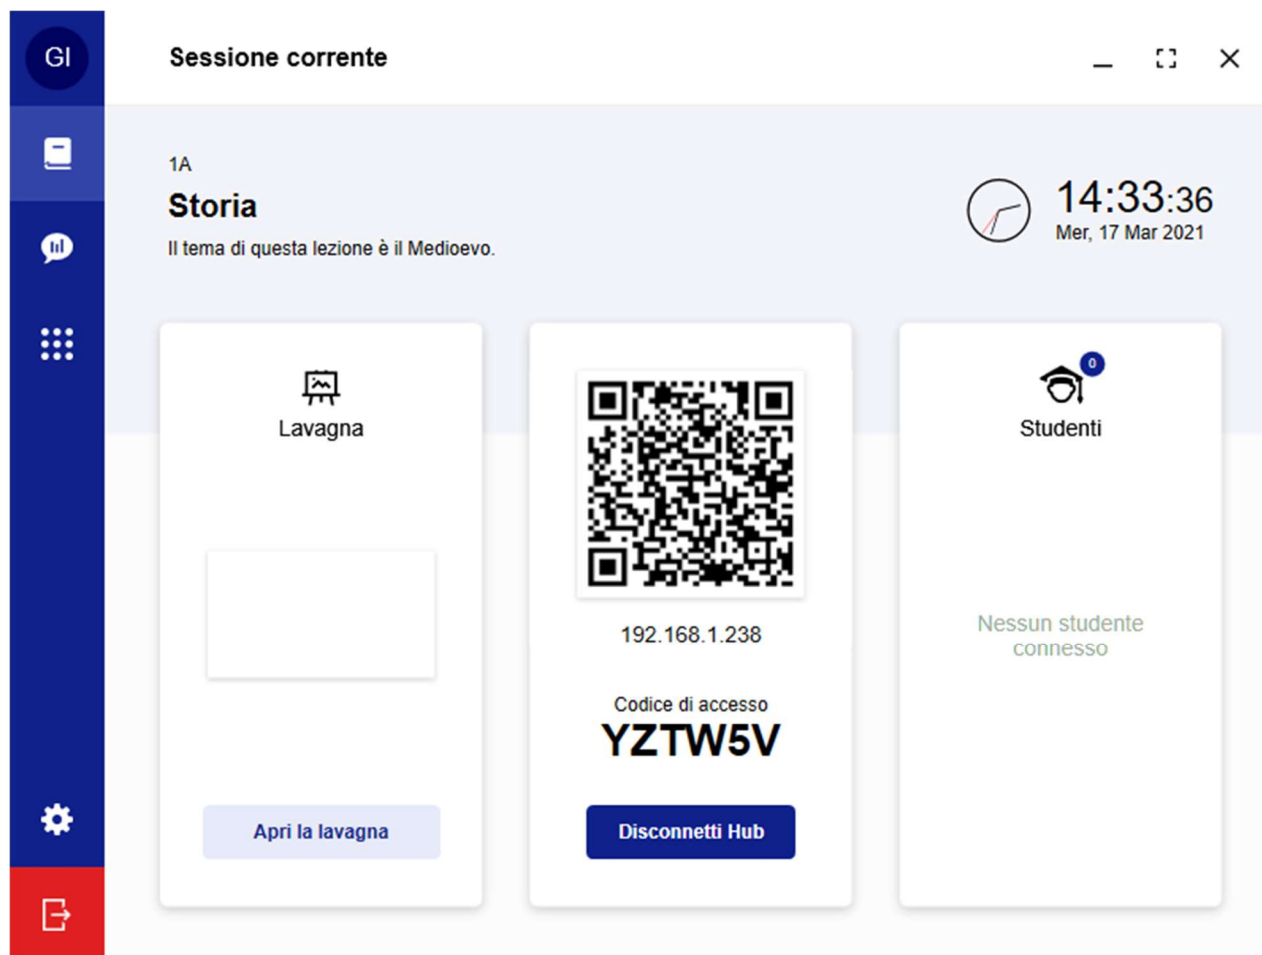 GI
Sessione corrente
1A
Storia
Il tema di questa lezione è il Medioevo.
14:33:36
Mer, 17 Mar 2021
Lavagna
Apri la lavagna
192.168.1.238
Codice di accesso
YZTW5V
Disconnetti Hub
0
Studenti
Nessun studente
connesso